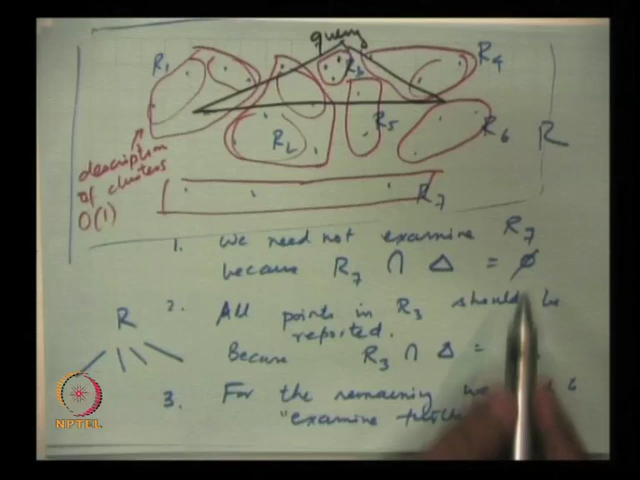 query
R1
R3
R4
R2
R5
R6
R
description
of clusters
O(1)
R7
1. We need not examine R7
because R7 ∩ Δ = ∅
2. All points in R3 should be
reported.
Because R3 ∩ Δ =
R
3. For the remaining
"examine
NPTEL